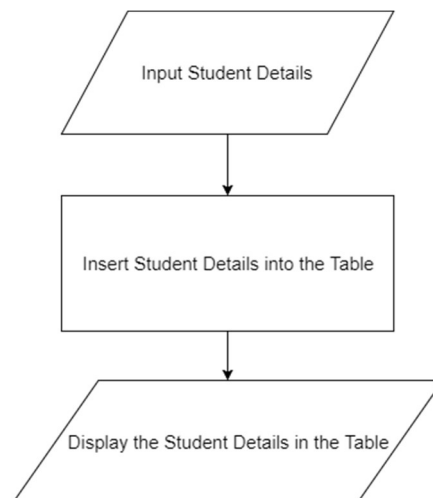 Input Student Details
Insert Student Details into the Table
Display the Student Details in the Table